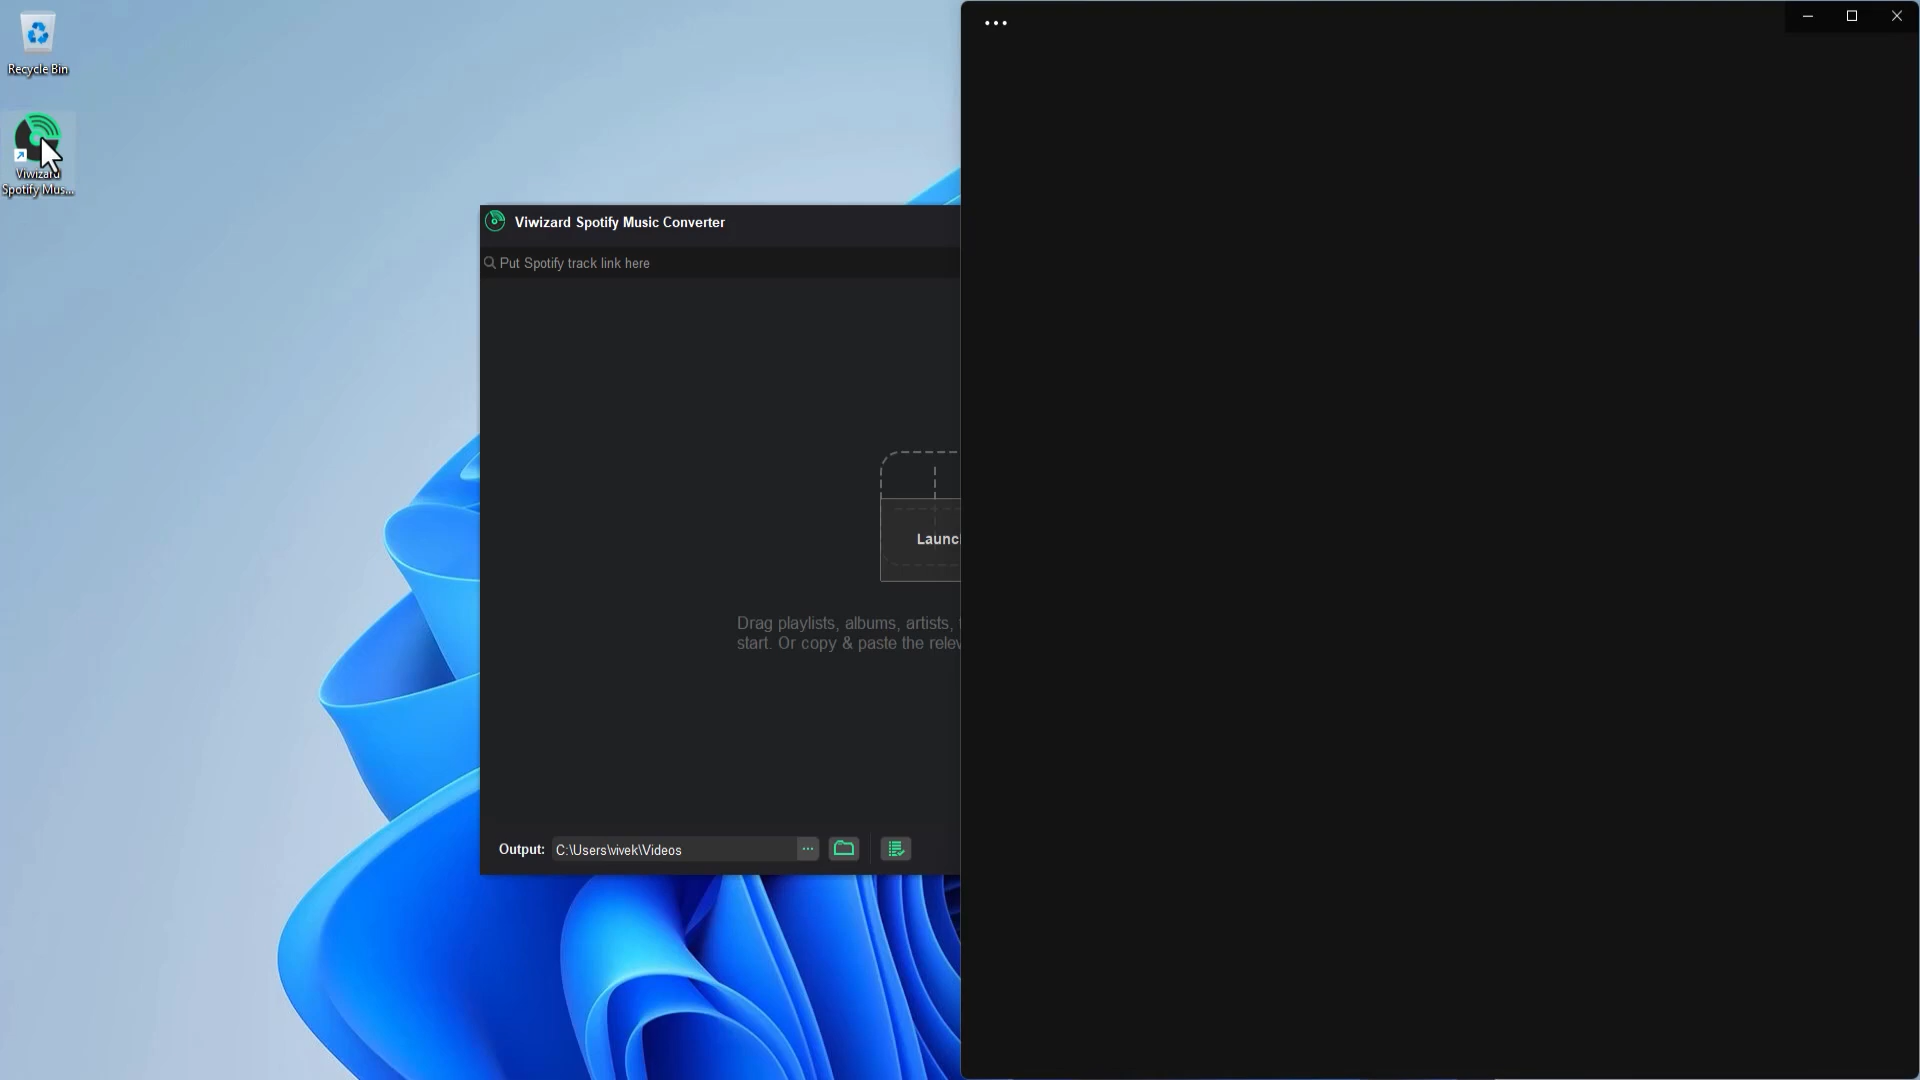 Recycle Bin
Viwizard
Spotify Mus...
Viwizard Spotify Music Converter
Put Spotify track link here
Launc
Drag playlists, albums, artists,
start. Or copy & paste the relev
Output: C:\Users\vivek\Videos